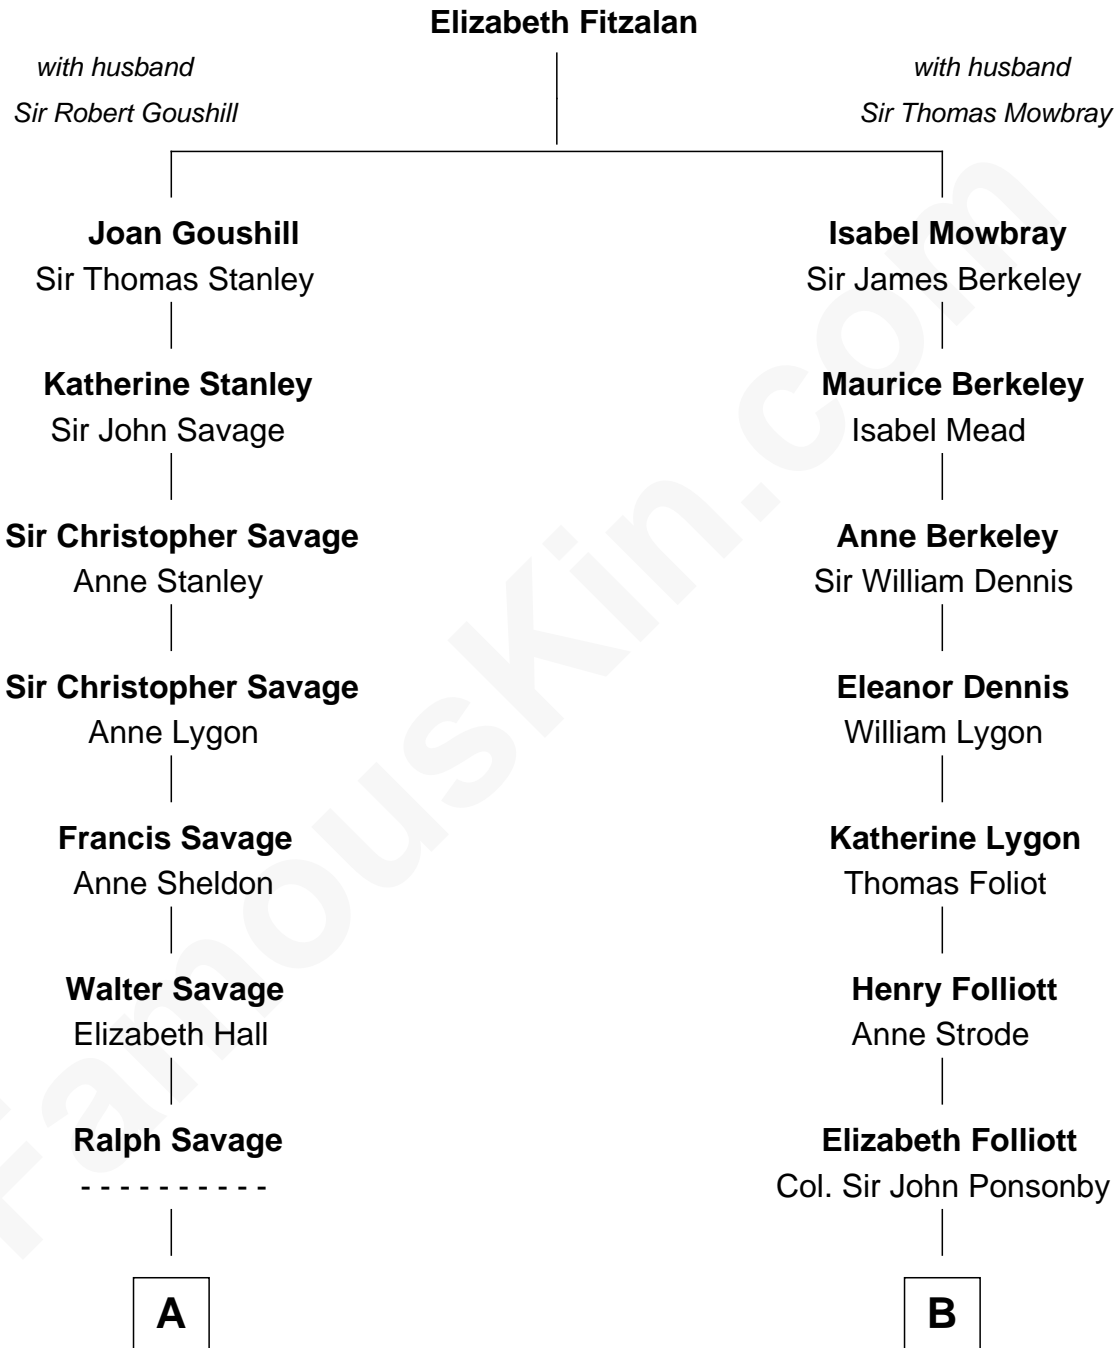 Elizabeth Fitzalan
with husband
Sir Robert Goushill
with husband
Sir Thomas Mowbray
Joan Goushill
Sir Thomas Stanley
Isabel Mowbray
Sir James Berkeley
Katherine Stanley
Sir John Savage
Maurice Berkeley
Isabel Mead
Sir Christopher Savage
Anne Stanley
Anne Berkeley
Sir William Dennis
Sir Christopher Savage
Anne Lygon
Eleanor Dennis
William Lygon
Francis Savage
Anne Sheldon
Katherine Lygon
Thomas Foliot
Walter Savage
Elizabeth Hall
Henry Folliott
Anne Strode
Ralph Savage
- - - - - - - - - -
Elizabeth Folliott
Col. Sir John Ponsonby
A
B
FamousKin.com